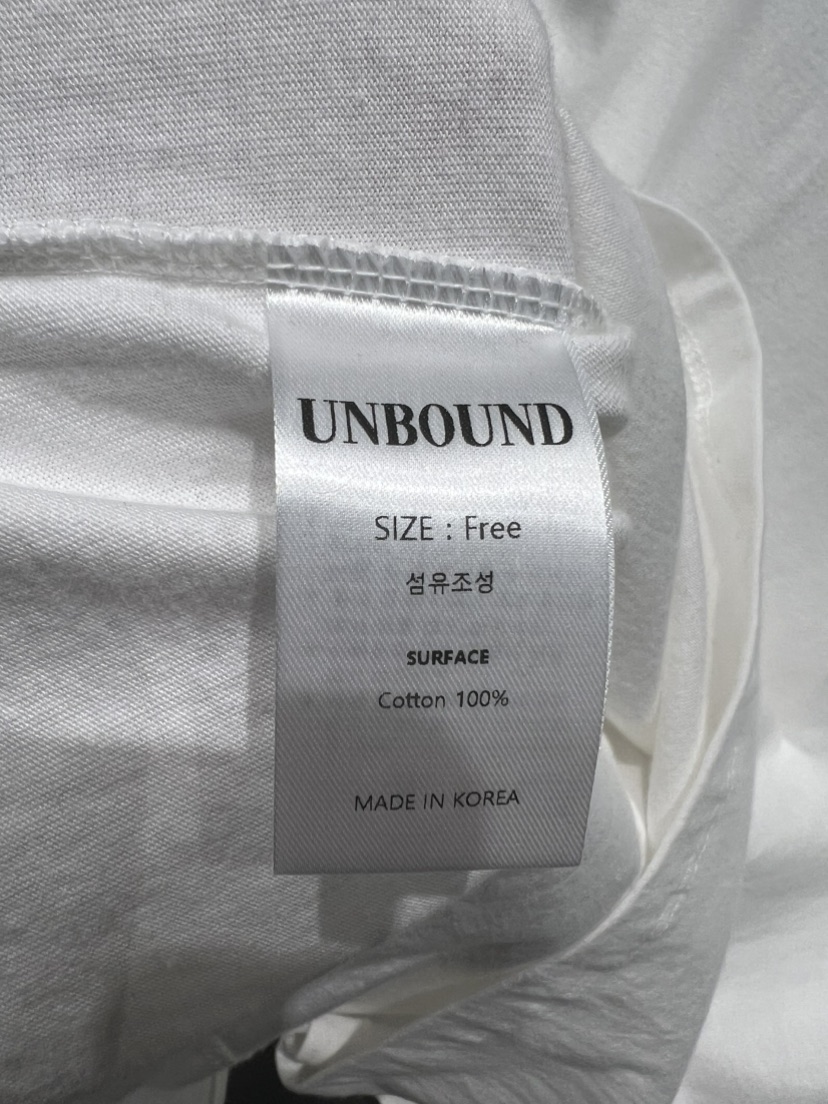 UNBOUND
SIZE : Free
섬유조성
SURFACE
Cotton 100%
MADE IN KOREA